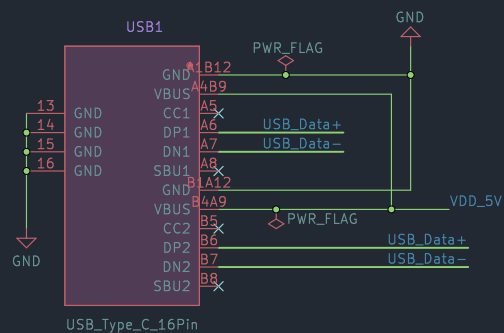 GND
USB1
PWR_FLAG
GND A1B12
VBUS A4B9
13 GND CC1 A5
14 GND DP1 A6 USB_Data+
15 GND DN1 A7 USB_Data-
16 GND SBU1 A8
GND B1A12
VBUS B4A9 VDD_5V
PWR_FLAG
CC2 B5
DP2 B6 USB_Data+
GND DN2 B7 USB_Data-
SBU2 B8
USB_Type_C_16Pin